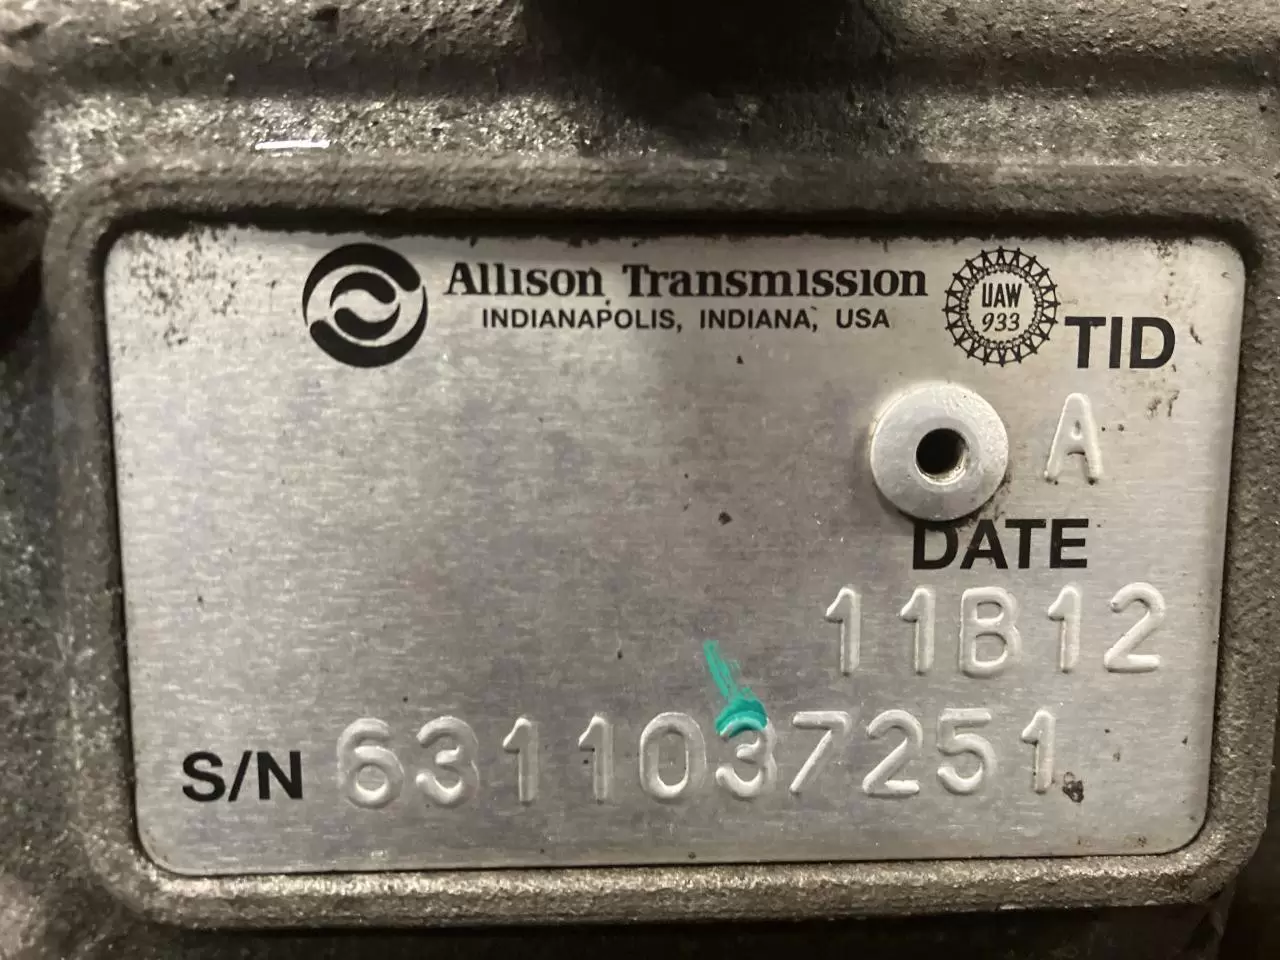 Allison Transmission
INDIANAPOLIS, INDIANA, USA
UAW
933
TID
A
DATE
11B12
S/N 6311037251